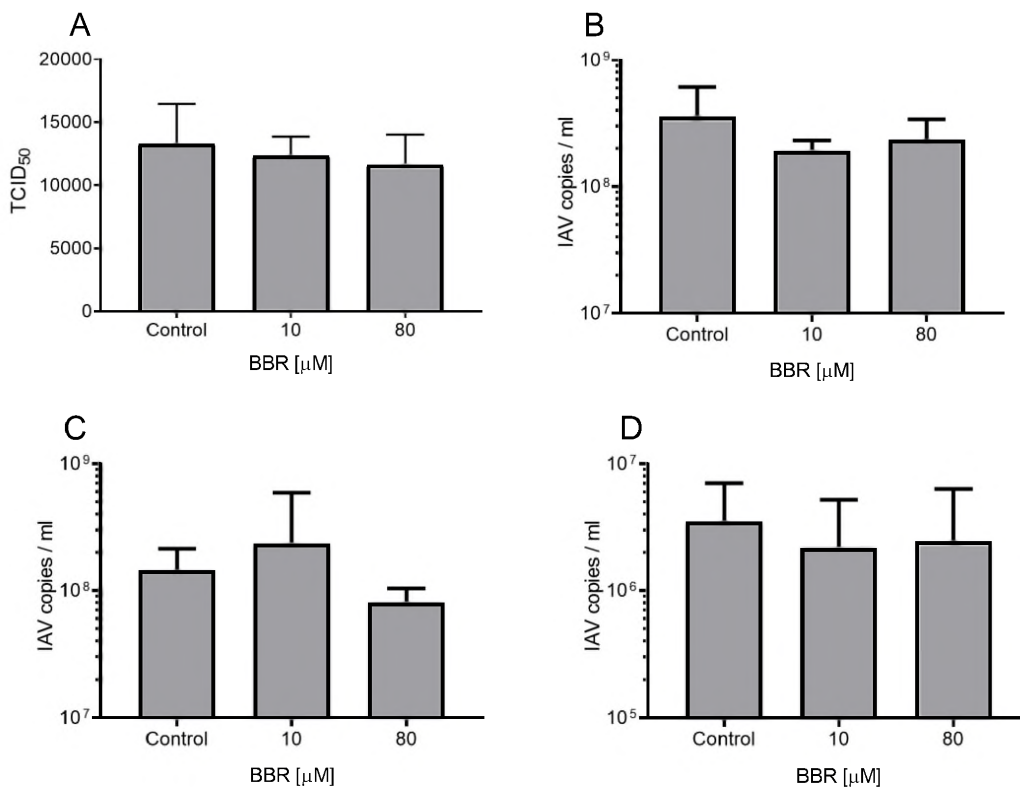 A
20000
15000
10000
5000
0
TCID₅₀
Control 10 80
BBR [μM]
B
10⁹
10⁸
10⁷
IAV copies / ml
Control 10 80
BBR [μM]
C
10⁹
10⁸
10⁷
IAV copies / ml
Control 10 80
BBR [μM]
D
10⁷
10⁶
10⁵
IAV copies / ml
Control 10 80
BBR [μM]